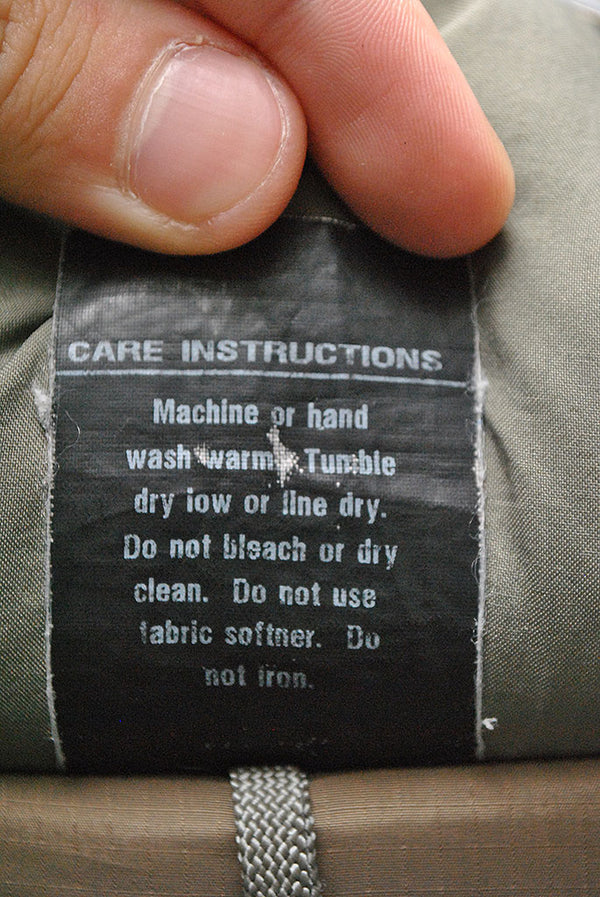 CARE INSTRUCTIONS
Machine or hand
wash warm. Tumble
dry low or line dry.
Do not bleach or dry
clean. Do not use
fabric softner. Do
not iron.